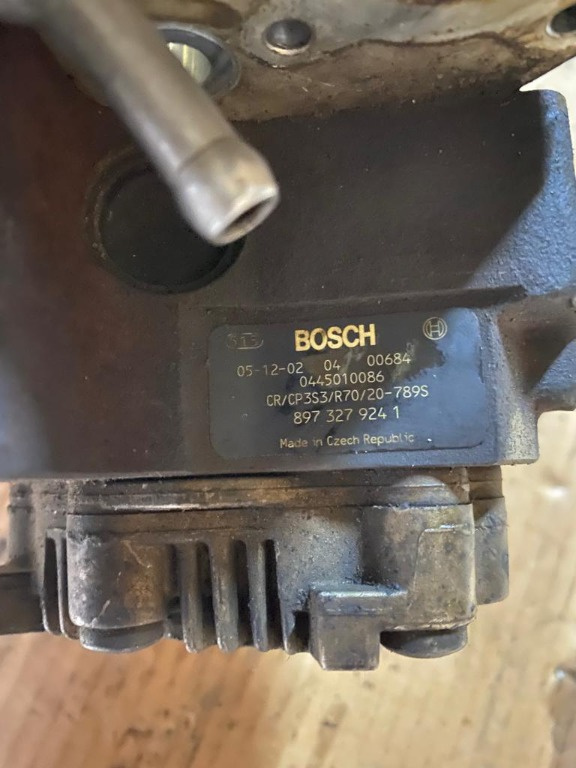 BOSCH
05-12-02 04 00684
0445010086
CR/CP3S3/R70/20-789S
897 327 924 1
Made in Czech Republic